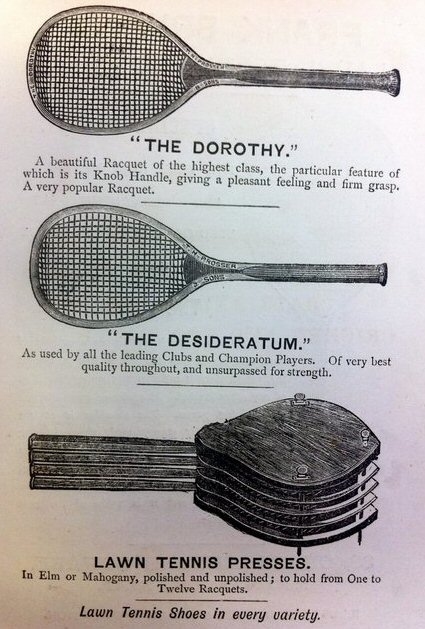 "THE DOROTHY."
A beautiful Racquet of the highest class, the particular feature of
which is its Knob Handle, giving a pleasant feeling and firm grasp.
A very popular Racquet.
PROSSER
SONS
"THE DESIDERATUM."
As used by all the leading Clubs and Champion Players. Of very best
quality throughout, and unsurpassed for strength.
LAWN TENNIS PRESSES.
In Elm or Mahogany, polished and unpolished; to hold from One to
Twelve Racquets.
Lawn Tennis Shoes in every variety.